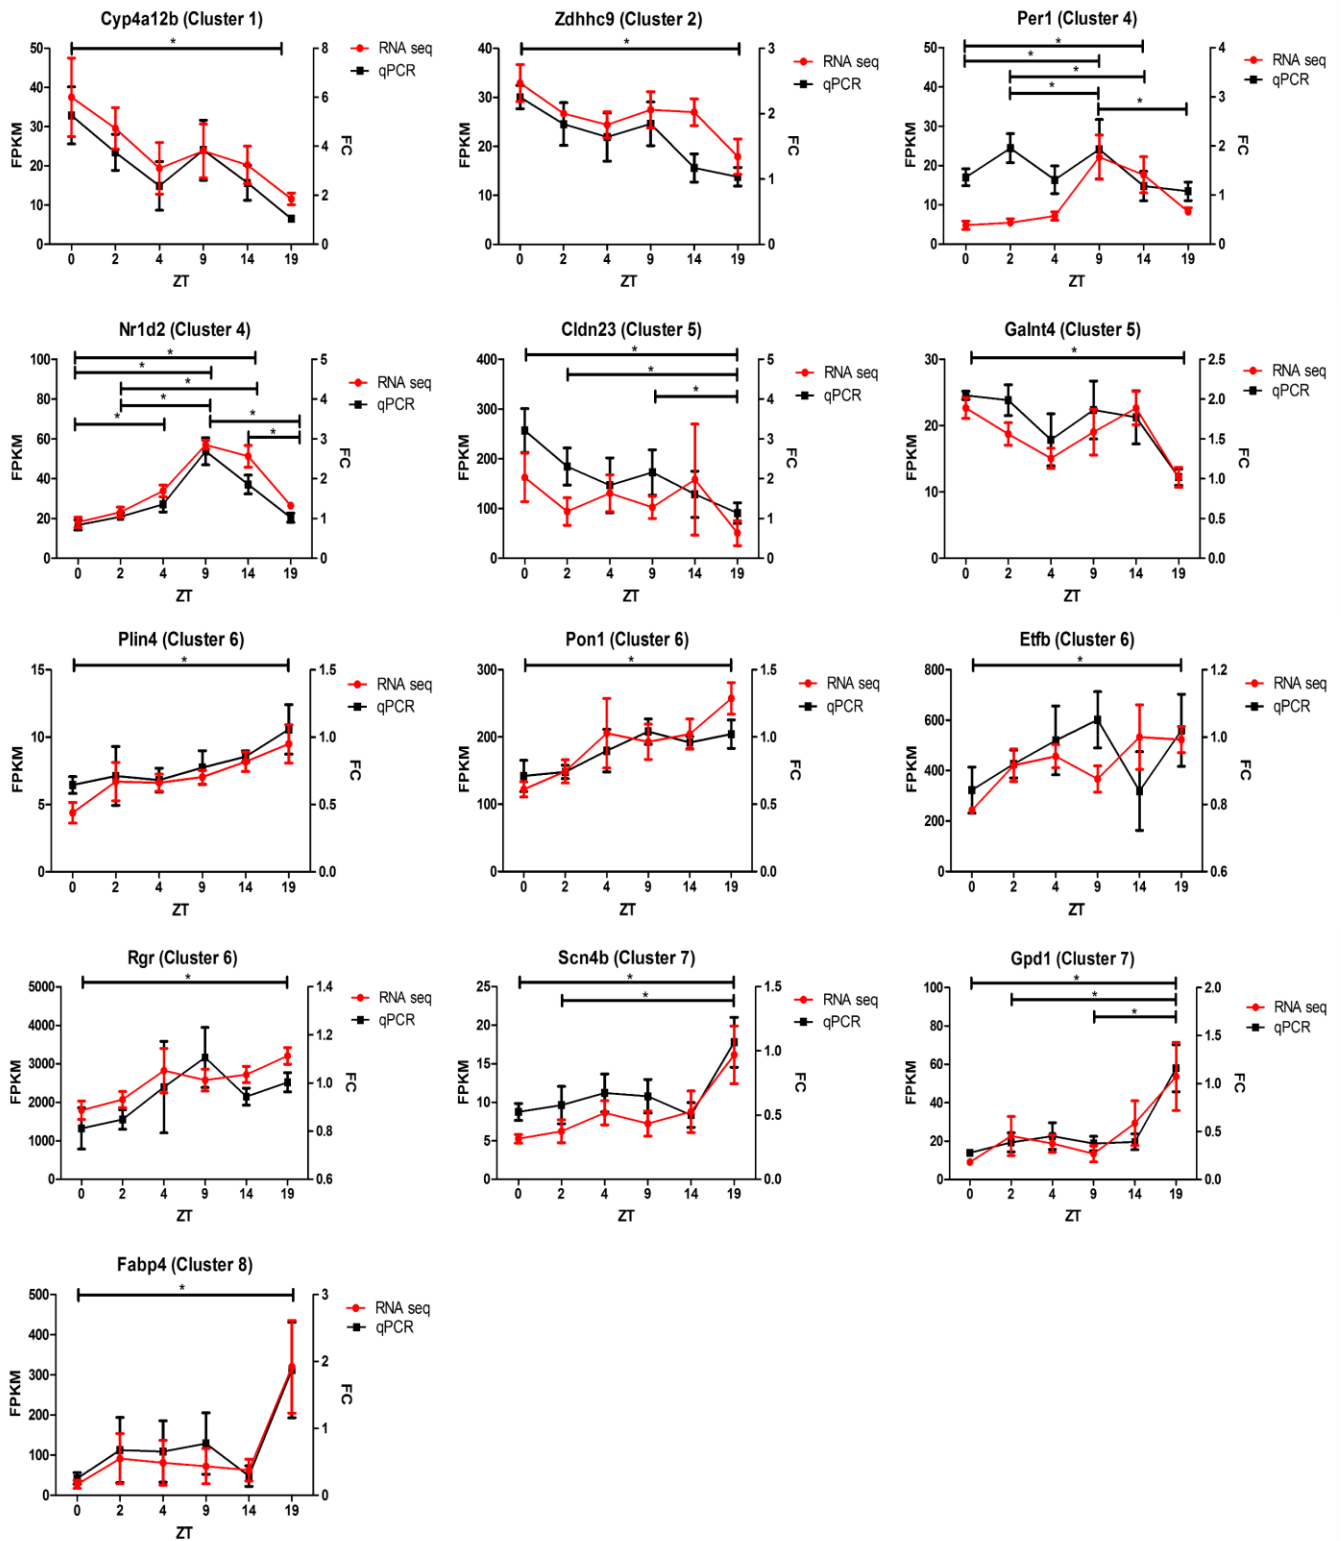 Cyp4a12b (Cluster 1)
50
40
30
20
10
0
FPKM
8
6
4
2
0
FC
0 2 4 9 14 19
ZT
RNA seq
qPCR
*
Zdhhc9 (Cluster 2)
40
30
20
10
0
FPKM
3
2
1
0
FC
0 2 4 9 14 19
ZT
RNA seq
qPCR
*
Per1 (Cluster 4)
50
40
30
20
10
0
FPKM
4
3
2
1
0
FC
0 2 4 9 14 19
ZT
RNA seq
qPCR
*
*
*
*
*
Nr1d2 (Cluster 4)
100
80
60
40
20
0
FPKM
5
4
3
2
1
0
FC
0 2 4 9 14 19
ZT
RNA seq
qPCR
*
*
*
*
*
*
*
Cldn23 (Cluster 5)
400
300
200
100
0
FPKM
5
4
3
2
1
0
FC
0 2 4 9 14 19
ZT
RNA seq
qPCR
*
*
*
Galnt4 (Cluster 5)
30
20
10
0
FPKM
2.5
2.0
1.5
1.0
0.5
0.0
FC
0 2 4 9 14 19
ZT
RNA seq
qPCR
*
Plin4 (Cluster 6)
15
10
5
0
FPKM
1.5
1.0
0.5
0.0
FC
0 2 4 9 14 19
ZT
RNA seq
qPCR
*
Pon1 (Cluster 6)
300
200
100
0
FPKM
1.5
1.0
0.5
0.0
FC
0 2 4 9 14 19
ZT
RNA seq
qPCR
*
Etfb (Cluster 6)
800
600
400
200
0
FPKM
1.2
1.0
0.8
0.6
FC
0 2 4 9 14 19
ZT
RNA seq
qPCR
*
Rgr (Cluster 6)
5000
4000
3000
2000
1000
0
FPKM
1.4
1.2
1.0
0.8
0.6
FC
0 2 4 9 14 19
ZT
RNA seq
qPCR
*
Scn4b (Cluster 7)
25
20
15
10
5
0
FPKM
1.5
1.0
0.5
0.0
FC
0 2 4 9 14 19
ZT
RNA seq
qPCR
*
*
Gpd1 (Cluster 7)
100
80
60
40
20
0
FPKM
2.0
1.5
1.0
0.5
0.0
FC
0 2 4 9 14 19
ZT
RNA seq
qPCR
*
*
*
Fabp4 (Cluster 8)
500
400
300
200
100
0
FPKM
3
2
1
0
FC
0 2 4 9 14 19
ZT
RNA seq
qPCR
*